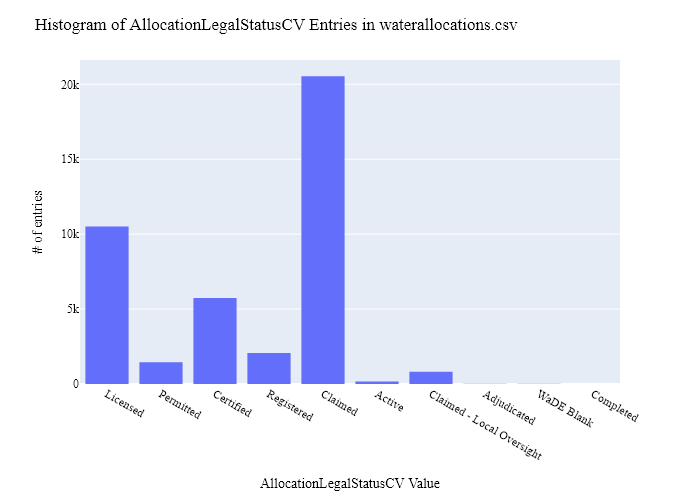 Histogram of AllocationLegalStatusCV Entries in waterallocations.csv
20k
15k
10k
5k
0
# of entries
Licensed
Permitted
Certified
Registered
Claimed
Active
Claimed - Local Oversight
Adjudicated
WaDE Blank
Completed
AllocationLegalStatusCV Value